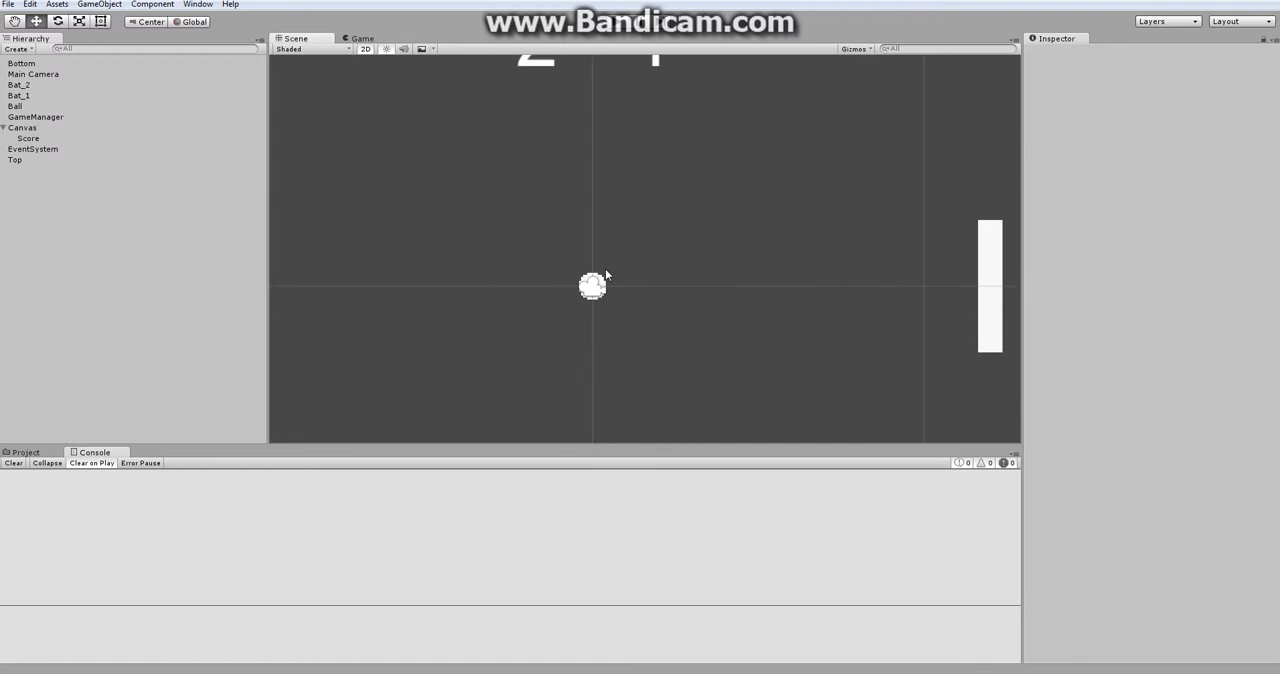 File Edit Assets GameObject Component Window Help
www.Bandicam.com
Center Global Layers Layout
Hierarchy Scene Game Inspector
Create All Shaded 2D Gizmos All
Bottom
Main Camera
Bat_2
Bat_1
Ball
GameManager
Canvas
Score
EventSystem
Top
Project Console
Clear Collapse Clear on Play Error Pause 0 0 0